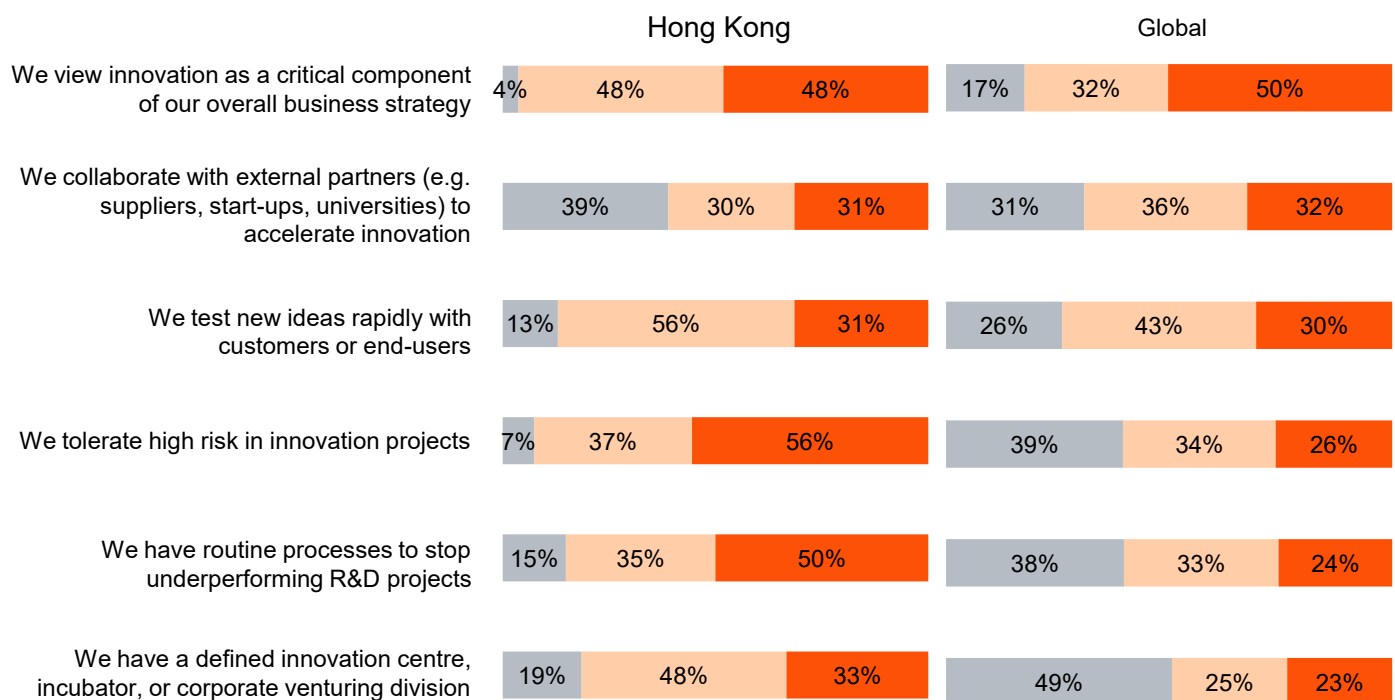 Hong Kong
Global
We view innovation as a critical component
of our overall business strategy
4% 48% 48%
17% 32% 50%
We collaborate with external partners (e.g.
suppliers, start-ups, universities) to
accelerate innovation
39% 30% 31%
31% 36% 32%
We test new ideas rapidly with
customers or end-users
13% 56% 31%
26% 43% 30%
We tolerate high risk in innovation projects
7% 37% 56%
39% 34% 26%
We have routine processes to stop
underperforming R&D projects
15% 35% 50%
38% 33% 24%
We have a defined innovation centre,
incubator, or corporate venturing division
19% 48% 33%
49% 25% 23%